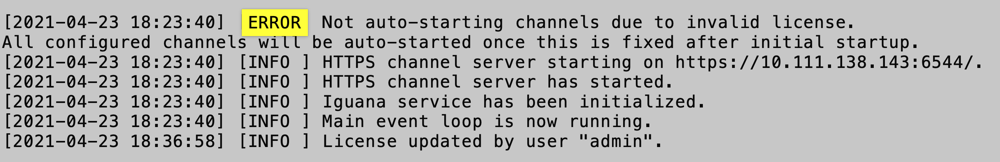 [2021-04-23 18:23:40] ERROR Not auto-starting channels due to invalid license.
All configured channels will be auto-started once this is fixed after initial startup.
[2021-04-23 18:23:40] [INFO ] HTTPS channel server starting on https://10.111.138.143:6544/.
[2021-04-23 18:23:40] [INFO ] HTTPS channel server has started.
[2021-04-23 18:23:40] [INFO ] Iguana service has been initialized.
[2021-04-23 18:23:40] [INFO ] Main event loop is now running.
[2021-04-23 18:36:58] [INFO ] License updated by user "admin".